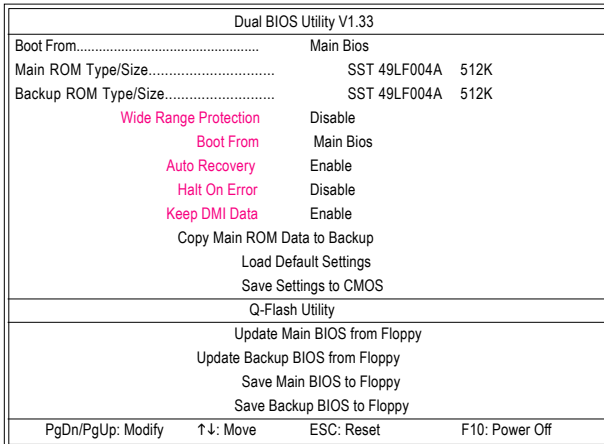 Dual BIOS Utility V1.33
Boot From................................................. Main Bios
Main ROM Type/Size............................... SST 49LF004A 512K
Backup ROM Type/Size........................... SST 49LF004A 512K
Wide Range Protection Disable
Boot From Main Bios
Auto Recovery Enable
Halt On Error Disable
Keep DMI Data Enable
Copy Main ROM Data to Backup
Load Default Settings
Save Settings to CMOS
Q-Flash Utility
Update Main BIOS from Floppy
Update Backup BIOS from Floppy
Save Main BIOS to Floppy
Save Backup BIOS to Floppy
PgDn/PgUp: Modify ↑↓: Move ESC: Reset F10: Power Off